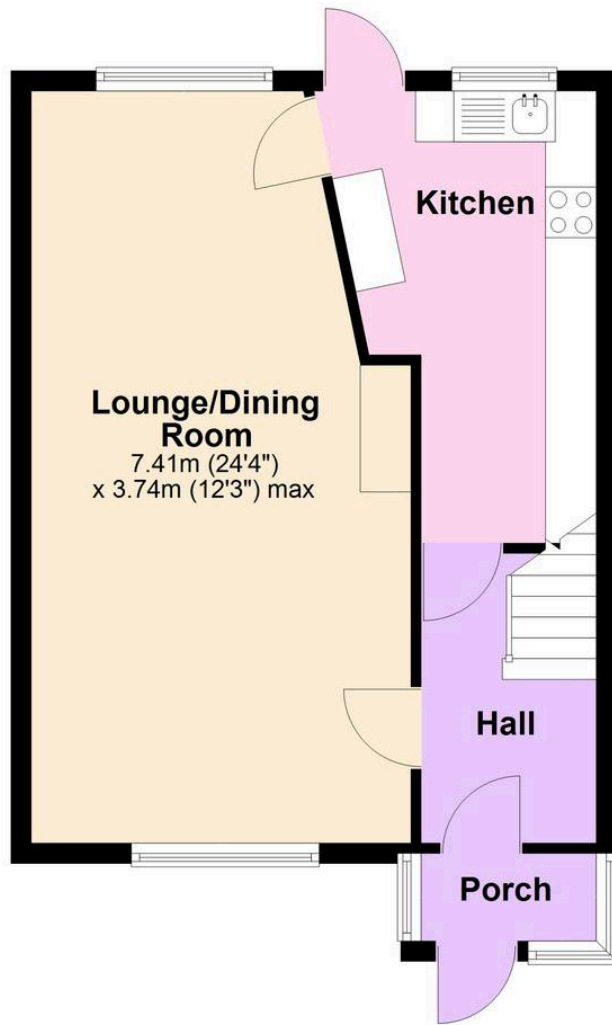 Kitchen
Lounge/Dining
Room
7.41m (24'4")
x 3.74m (12'3") max
Hall
Porch